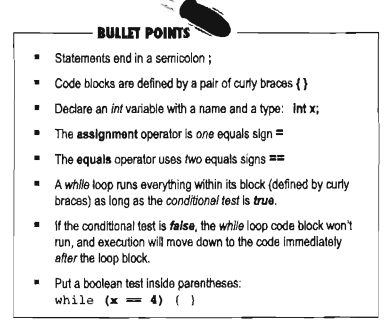 BULLET POINTS
▪ Statements end in a semicolon ;
▪ Code blocks are defined by a pair of curly braces { }
▪ Declare an int variable with a name and a type: int x;
▪ The assignment operator is one equals sign =
▪ The equals operator uses two equals signs ==
▪ A while loop runs everything within its block (defined by curly
braces) as long as the conditional test is true.
▪ If the conditional test is false, the while loop code block won't
run, and execution will move down to the code immediately
after the loop block.
▪ Put a boolean test inside parentheses:
while (x == 4) { }